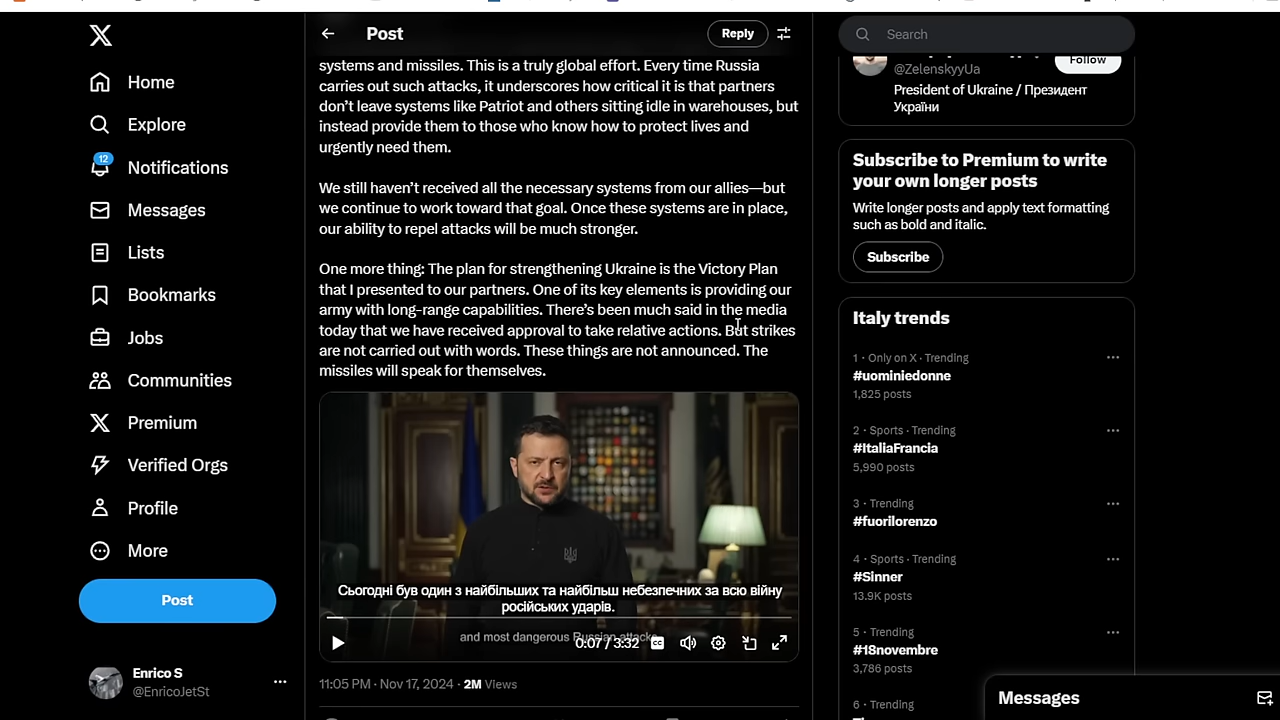 Home
Explore
12
Notifications
Messages
Lists
Bookmarks
Jobs
Communities
Premium
Verified Orgs
Profile
More
Post
Enrico S
@EnricoJetSt
Post
Reply
systems and missiles. This is a truly global effort. Every time Russia
carries out such attacks, it underscores how critical it is that partners
don’t leave systems like Patriot and others sitting idle in warehouses, but
instead provide them to those who know how to protect lives and
urgently need them.
We still haven’t received all the necessary systems from our allies—but
we continue to work toward that goal. Once these systems are in place,
our ability to repel attacks will be much stronger.
One more thing: The plan for strengthening Ukraine is the Victory Plan
that I presented to our partners. One of its key elements is providing our
army with long-range capabilities. There’s been much said in the media
today that we have received approval to take relative actions. But strikes
are not carried out with words. These things are not announced. The
missiles will speak for themselves.
Сьогодні був один з найбільших та найбільш небезпечних за всю війну
російських ударів.
and most dangerous Russian attacks
0:07 / 3:32
CC
11:05 PM · Nov 17, 2024 · 2M Views
Search
@ZelenskyyUa
Follow
President of Ukraine / Президент
України
Subscribe to Premium to write
your own longer posts
Write longer posts and apply text formatting
such as bold and italic.
Subscribe
Italy trends
1 · Only on X · Trending
#uominiedonne
1,825 posts
2 · Sports · Trending
#ItaliaFrancia
5,990 posts
3 · Trending
#fuorilorenzo
4 · Sports · Trending
#Sinner
13.9K posts
5 · Trending
#18novembre
3,786 posts
6 · Trending
Messages